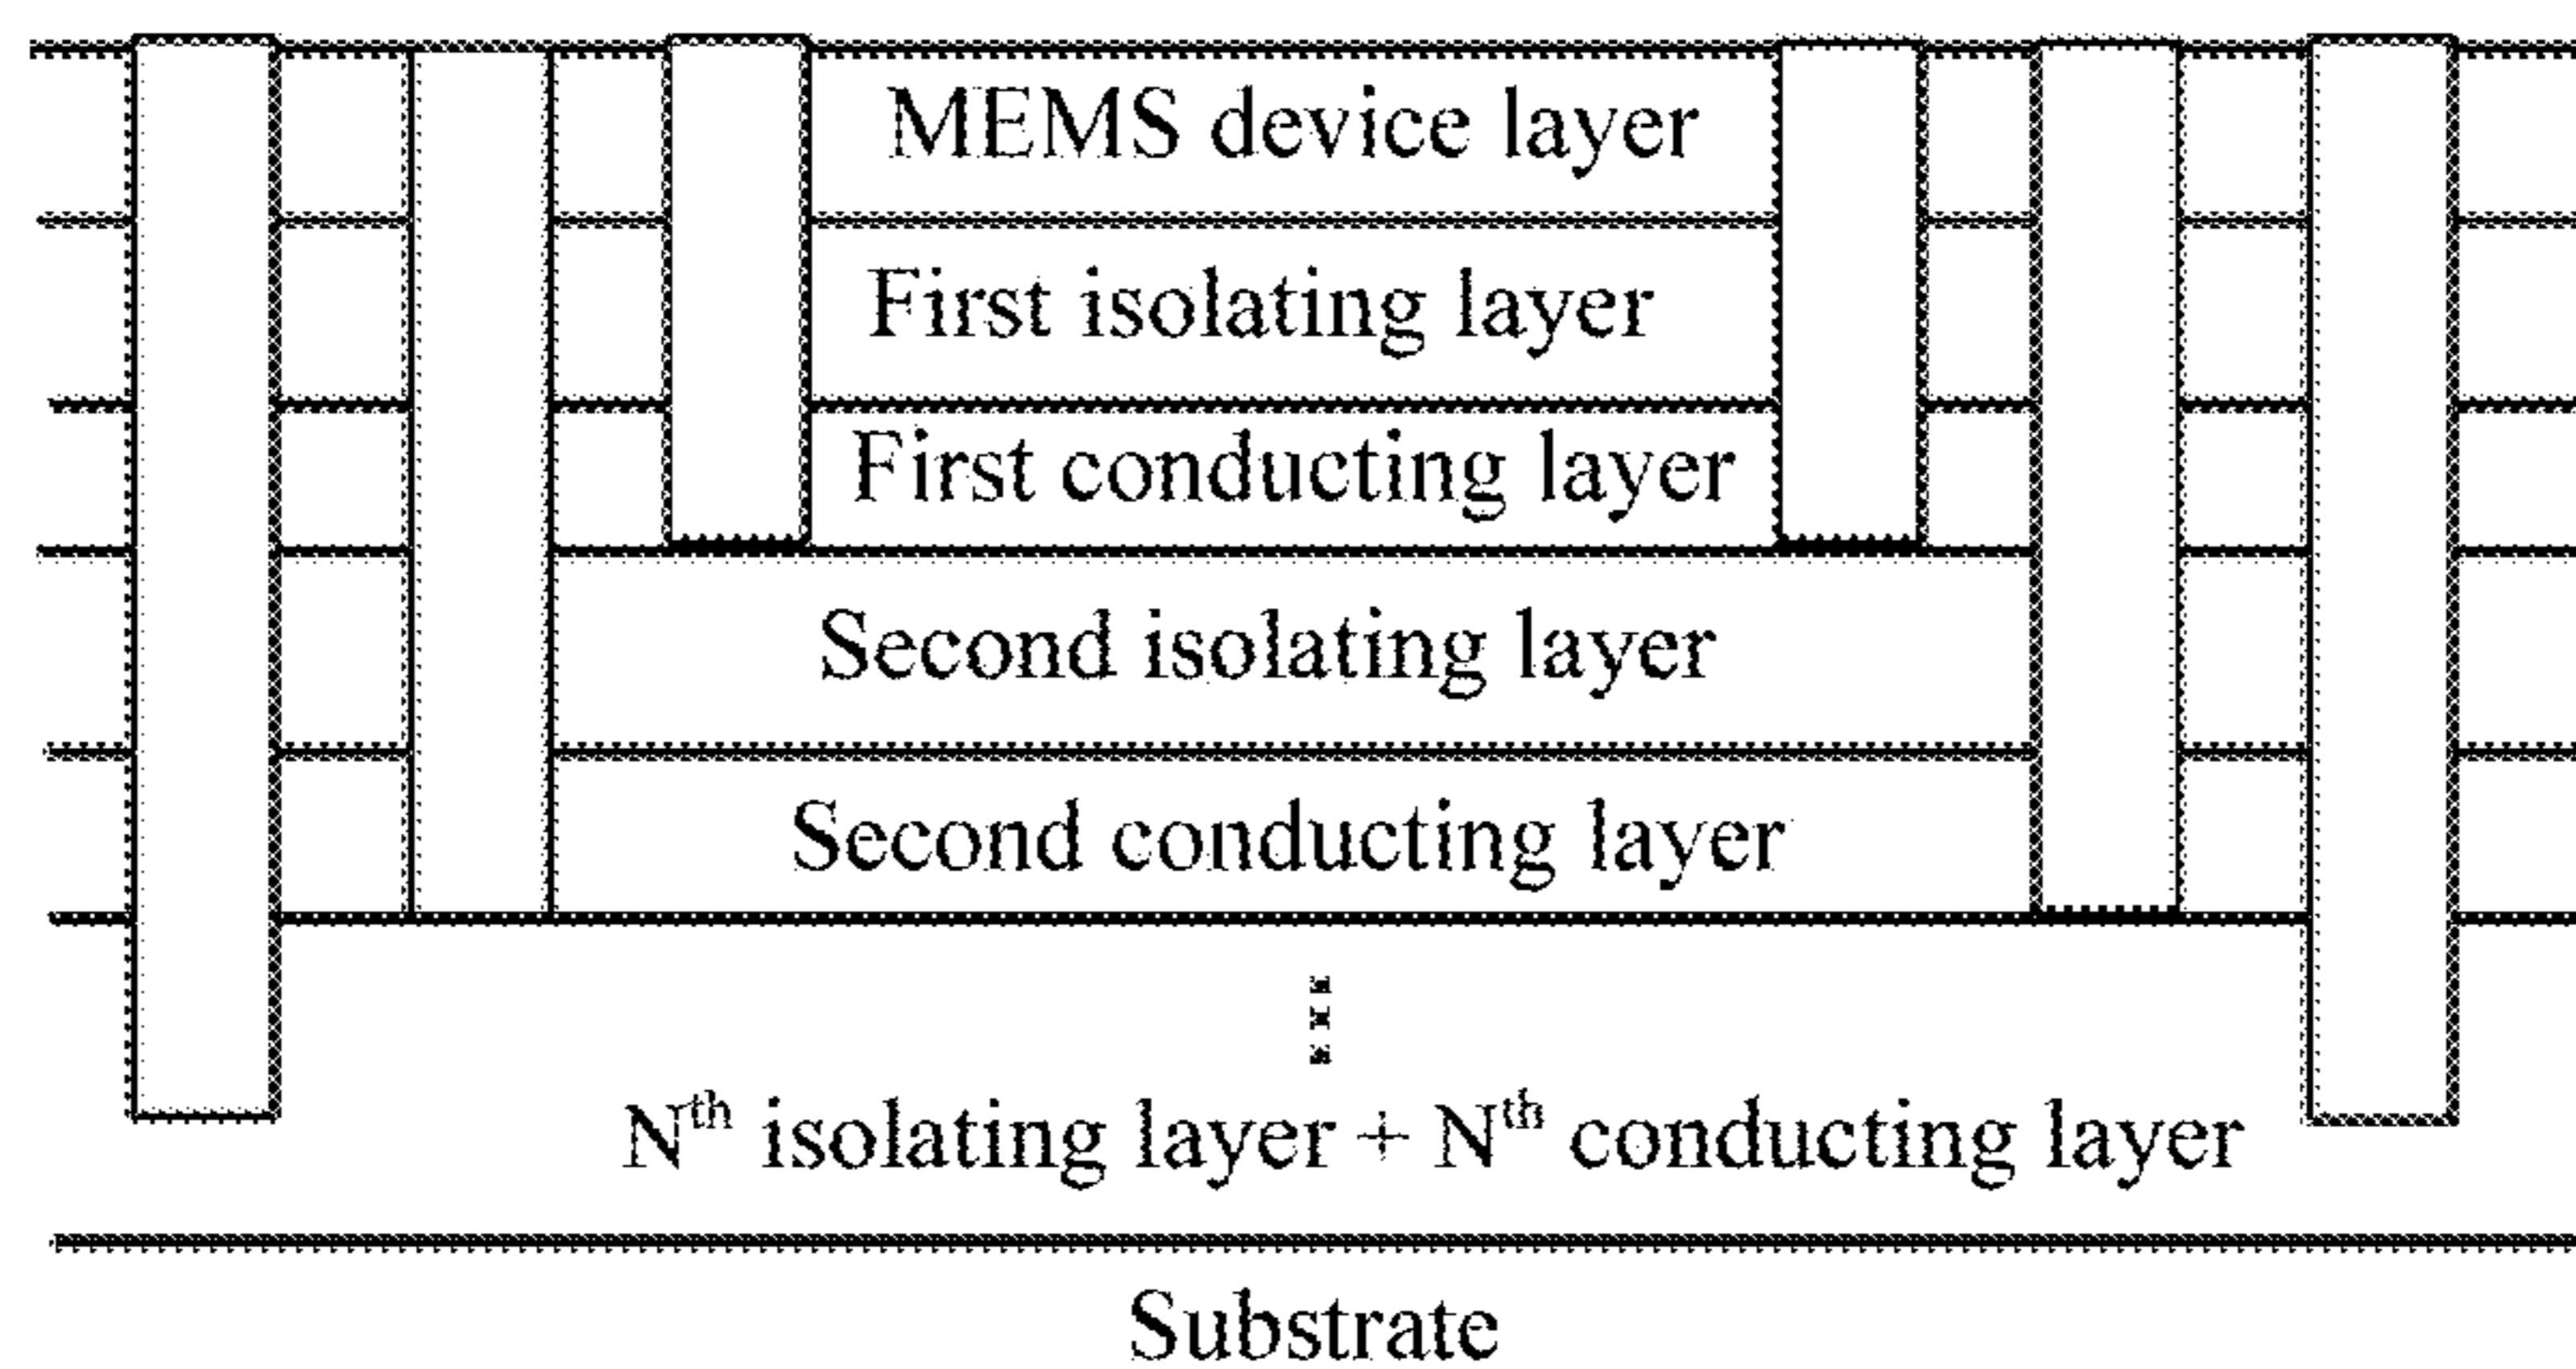 MEMS device layer
First isolating layer
First conducting layer
Second isolating layer
Second conducting layer
Nth isolating layer + Nth conducting layer
Substrate